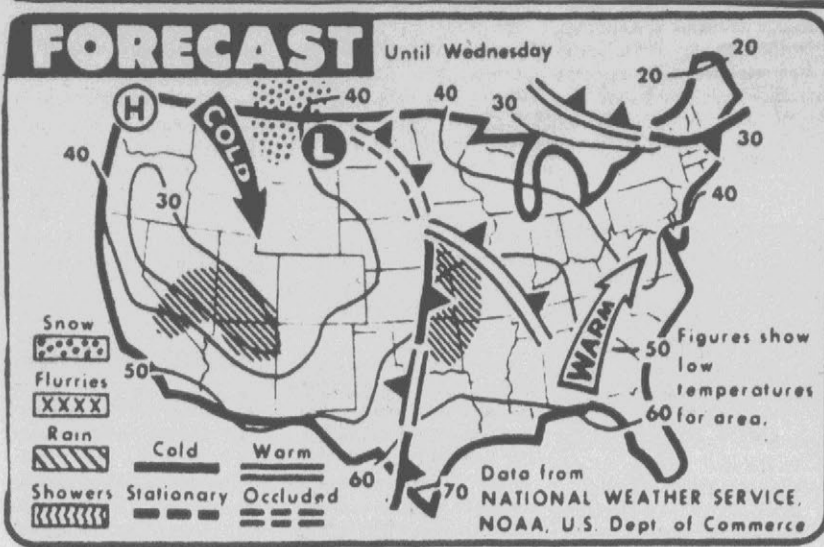 FORECAST Until Wednesday
20
20
40
40
30
H
COLD
L
30
40
30
40
Snow
50
WARM
50
Figures show
low
temperatures
for area.
Flurries
XXXX
60
Rain
Cold
Warm
60
70
Showers
Stationary
Occluded
Data from
NATIONAL WEATHER SERVICE,
NOAA, U.S. Dept. of Commerce